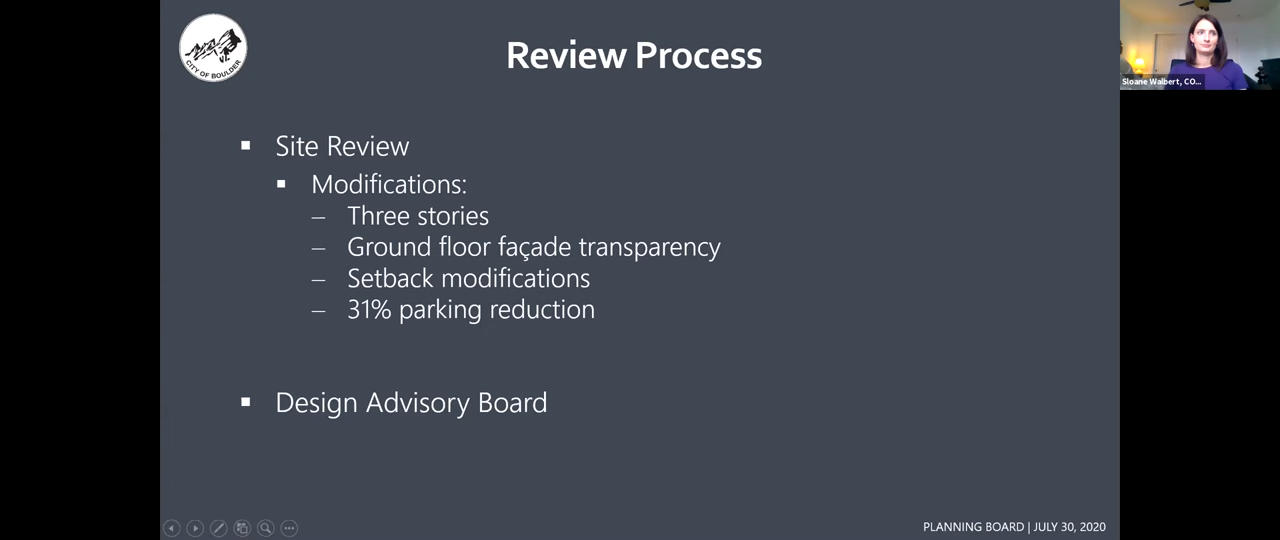 CITY OF BOULDER
Review Process
Sloane Walbert, CO...
Site Review
Modifications:
Three stories
Ground floor façade transparency
Setback modifications
31% parking reduction
Design Advisory Board
PLANNING BOARD | JULY 30, 2020